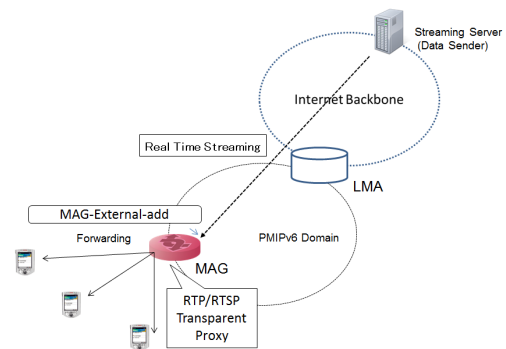 Streaming Server
(Data Sender)
Internet Backbone
Real Time Streaming
LMA
MAG-External-add
Forwarding
PMIPv6 Domain
MAG
RTP/RTSP
Transparent
Proxy